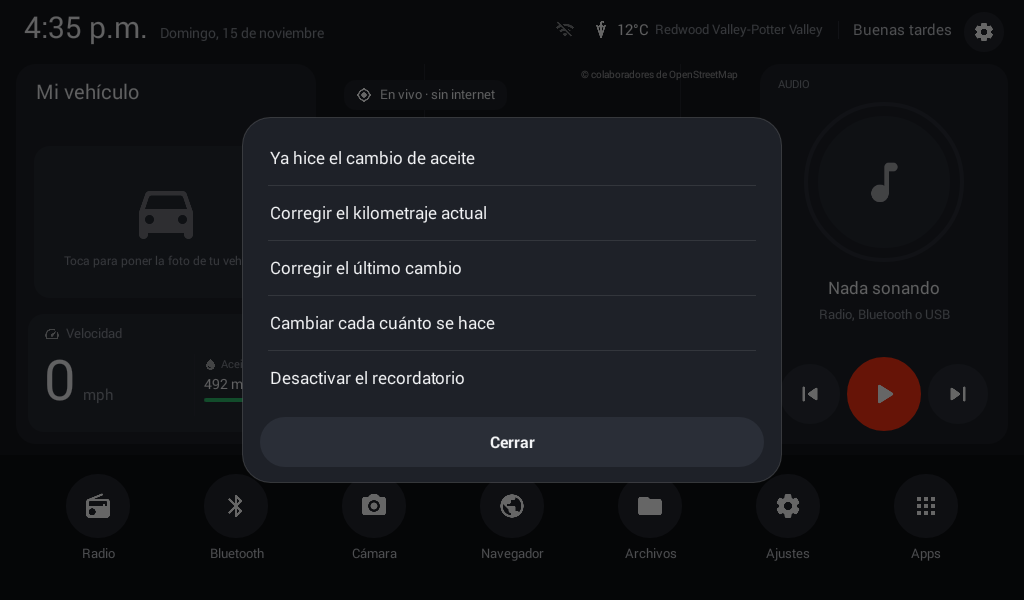 4:35 p.m. Domingo, 15 de noviembre
12°C Redwood Valley-Potter Valley
Buenas tardes
Mi vehículo
En vivo · sin internet
© colaboradores de OpenStreetMap
AUDIO
Ya hice el cambio de aceite
Corregir el kilometraje actual
Corregir el último cambio
Cambiar cada cuánto se hace
Desactivar el recordatorio
Cerrar
Toca para poner la foto de tu
Velocidad
0 mph
492
Nada sonando
Radio, Bluetooth o USB
Radio
Bluetooth
Cámara
Navegador
Archivos
Ajustes
Apps